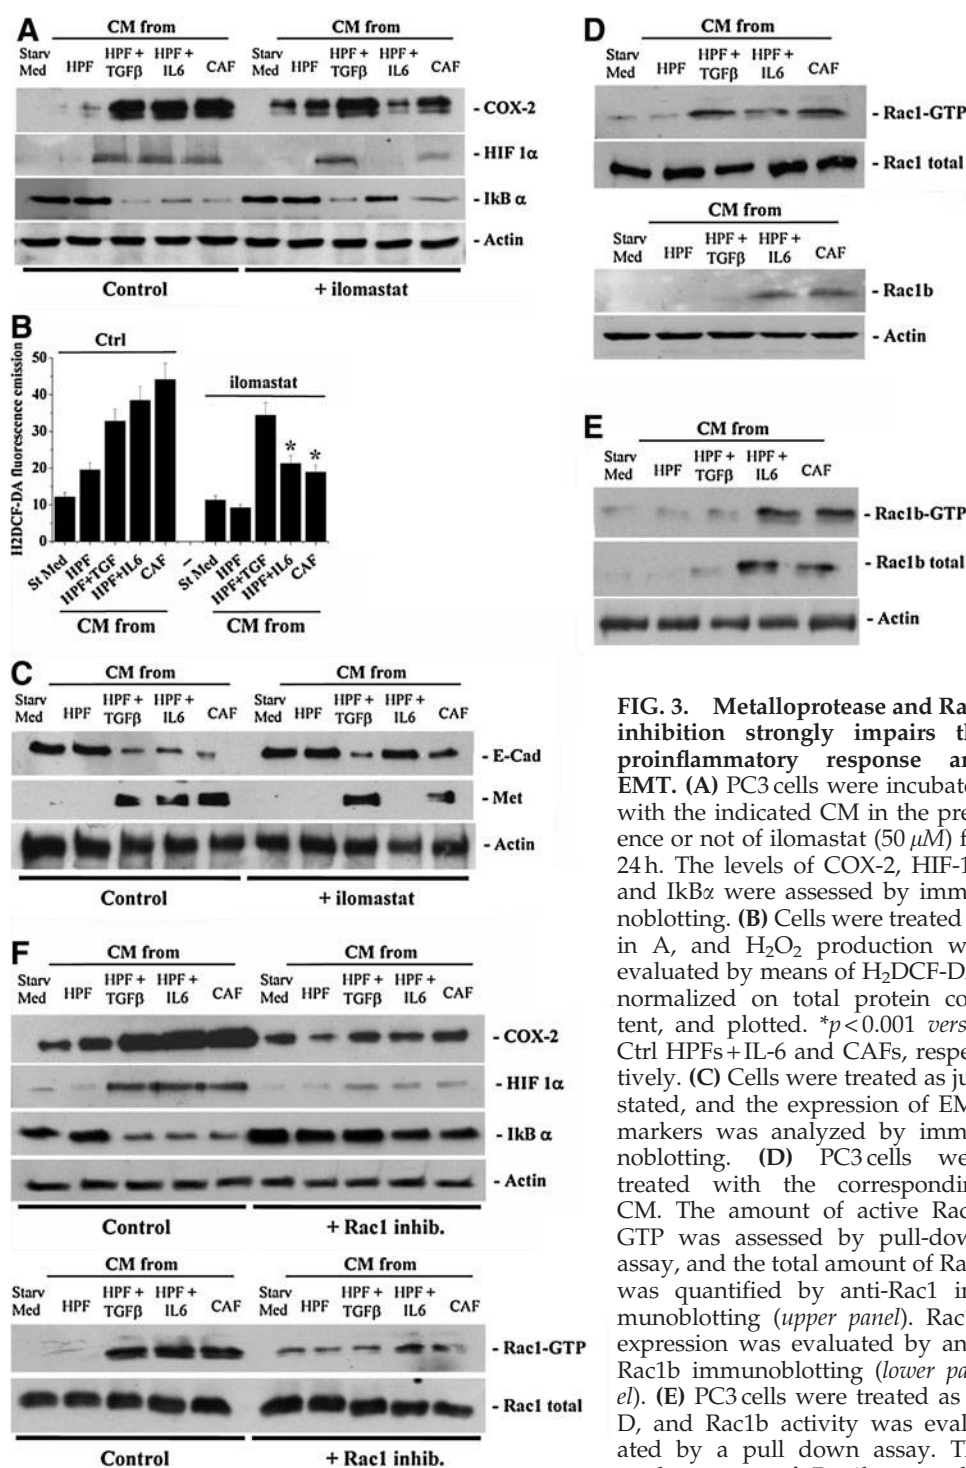 A
CM from
CM from
Starv Med
HPF
HPF + TGFβ
HPF + IL6
CAF
Starv Med
HPF
HPF + TGFβ
HPF + IL6
CAF
- COX-2
- HIF 1α
- IkB α
- Actin
Control
+ ilomastat
B
Ctrl
ilomastat
H2DCF-DA fluorescence emission
50
40
30
20
10
0
* *
St Med
HPF
HPF+TGF
HPF+IL6
CAF
–
St Med
HPF
HPF+TGF
HPF+IL6
CAF
CM from
CM from
C
CM from
CM from
Starv Med
HPF
HPF + TGFβ
HPF + IL6
CAF
Starv Med
HPF
HPF + TGFβ
HPF + IL6
CAF
- E-Cad
- Met
- Actin
Control
+ ilomastat
F
CM from
CM from
Starv Med
HPF
HPF + TGFβ
HPF + IL6
CAF
Starv Med
HPF
HPF + TGFβ
HPF + IL6
CAF
- COX-2
- HIF 1α
- IkB α
- Actin
Control
+ Rac1 inhib.
CM from
CM from
Starv Med
HPF
HPF + TGFβ
HPF + IL6
CAF
Starv Med
HPF
HPF + TGFβ
HPF + IL6
CAF
- Rac1-GTP
- Rac1 total
Control
+ Rac1 inhib.
D
CM from
Starv Med
HPF
HPF + TGFβ
HPF + IL6
CAF
- Rac1-GTP
- Rac1 total
CM from
Starv Med
HPF
HPF + TGFβ
HPF + IL6
CAF
- Rac1b
- Actin
E
CM from
Starv Med
HPF
HPF + TGFβ
HPF + IL6
CAF
- Rac1b-GTP
- Rac1b total
- Actin
FIG. 3. Metalloprotease and Ra
inhibition strongly impairs th
proinflammatory response an
EMT. (A) PC3 cells were incubate
with the indicated CM in the pre
ence or not of ilomastat (50 μM) f
24 h. The levels of COX-2, HIF-1
and IkBα were assessed by imm
noblotting. (B) Cells were treated
in A, and H₂O₂ production w
evaluated by means of H₂DCF-D
normalized on total protein co
tent, and plotted. *p < 0.001 vers
Ctrl HPFs + IL-6 and CAFs, respe
tively. (C) Cells were treated as ju
stated, and the expression of EM
markers was analyzed by imm
noblotting. (D) PC3 cells we
treated with the correspondin
CM. The amount of active Rac
GTP was assessed by pull-dow
assay, and the total amount of Ra
was quantified by anti-Rac1 in
munoblotting (upper panel). Rac
expression was evaluated by an
Rac1b immunoblotting (lower pa
el). (E) PC3 cells were treated as
D, and Rac1b activity was eval
ated by a pull down assay. Th